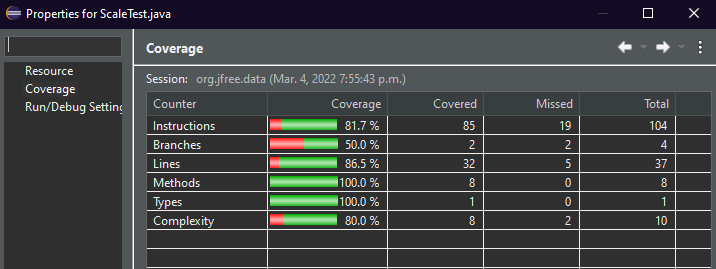 Properties for ScaleTest.java
Coverage
Resource
Coverage
Run/Debug Setting
Session: org.jfree.data (Mar. 4, 2022 7:55:43 p.m.)
Counter Coverage Covered Missed Total
Instructions 81.7 % 85 19 104
Branches 50.0 % 2 2 4
Lines 86.5 % 32 5 37
Methods 100.0 % 8 0 8
Types 100.0 % 1 0 1
Complexity 80.0 % 8 2 10